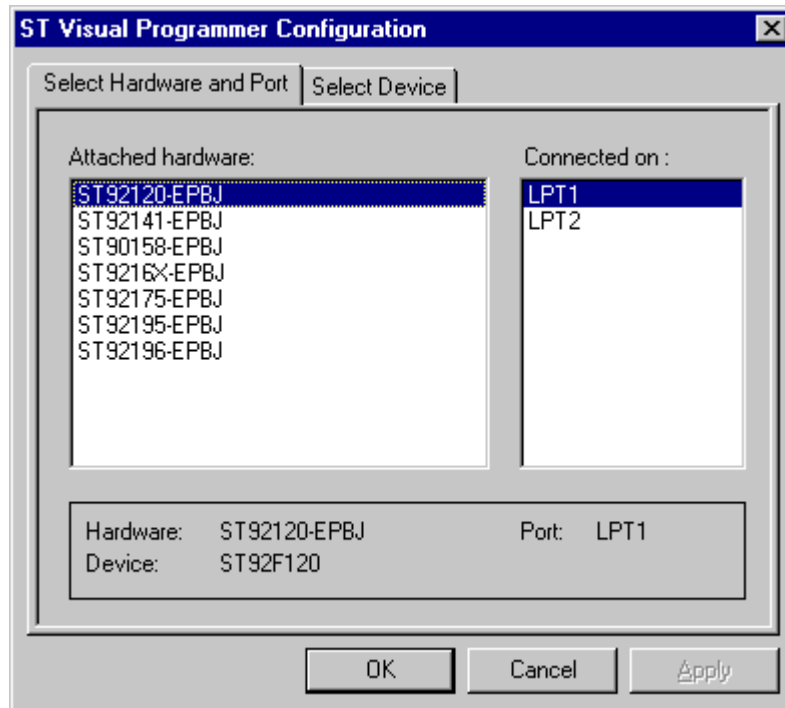 ST Visual Programmer Configuration
Select Hardware and Port
Select Device
Attached hardware:
Connected on :
ST92120-EPBJ
ST92141-EPBJ
ST90158-EPBJ
ST9216X-EPBJ
ST92175-EPBJ
ST92195-EPBJ
ST92196-EPBJ
LPT1
LPT2
Hardware: ST92120-EPBJ Port: LPT1
Device: ST92F120
OK
Cancel
Apply